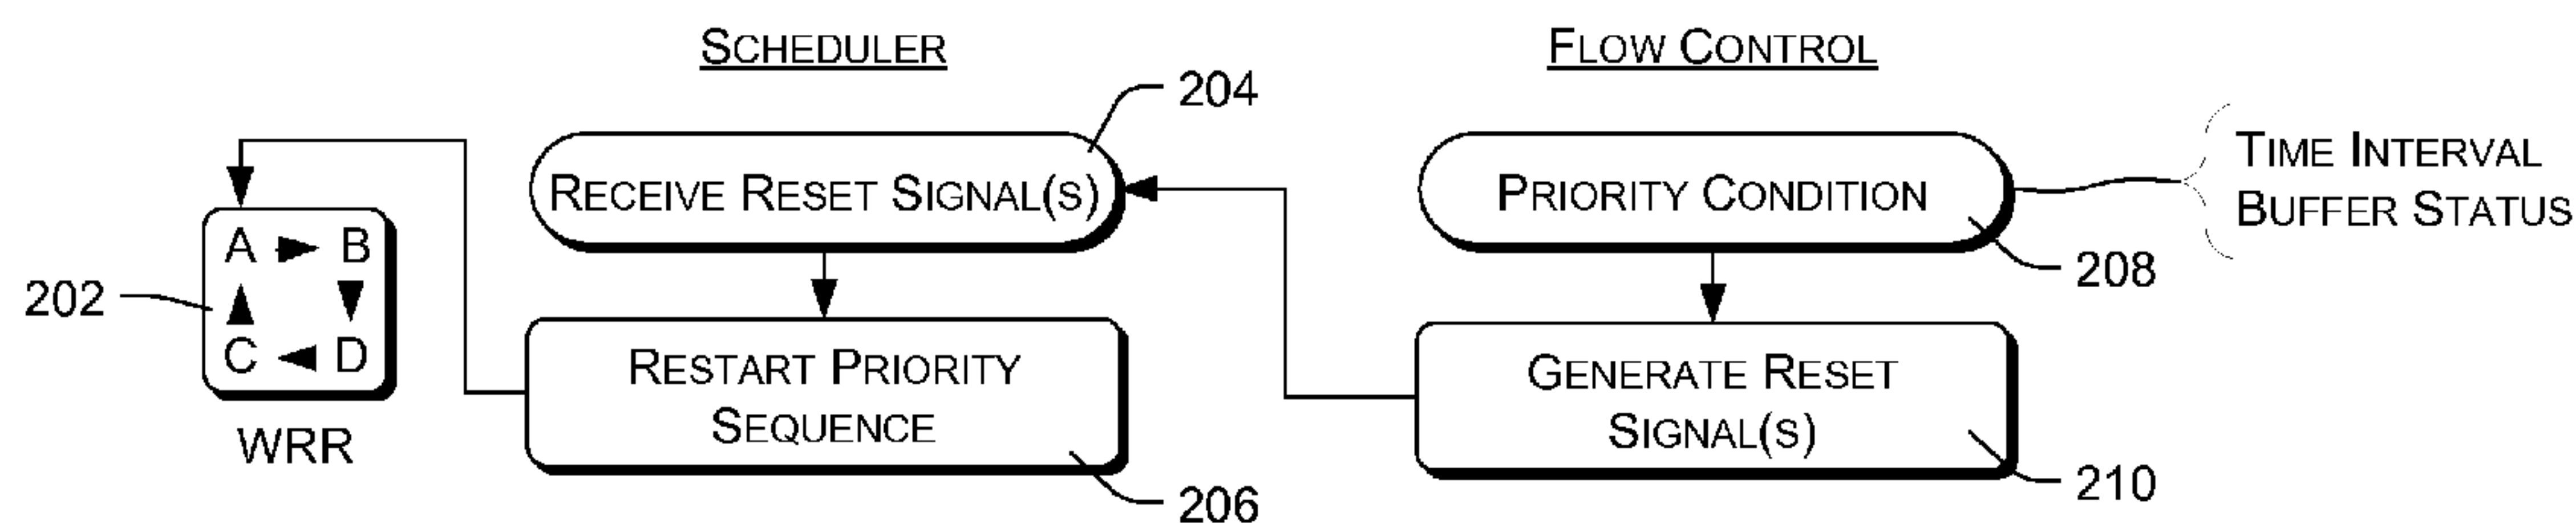 SCHEDULER
FLOW CONTROL
204
RECEIVE RESET SIGNAL(S)
PRIORITY CONDITION
TIME INTERVAL
BUFFER STATUS
208
202
A B
C D
WRR
RESTART PRIORITY
SEQUENCE
206
GENERATE RESET
SIGNAL(S)
210